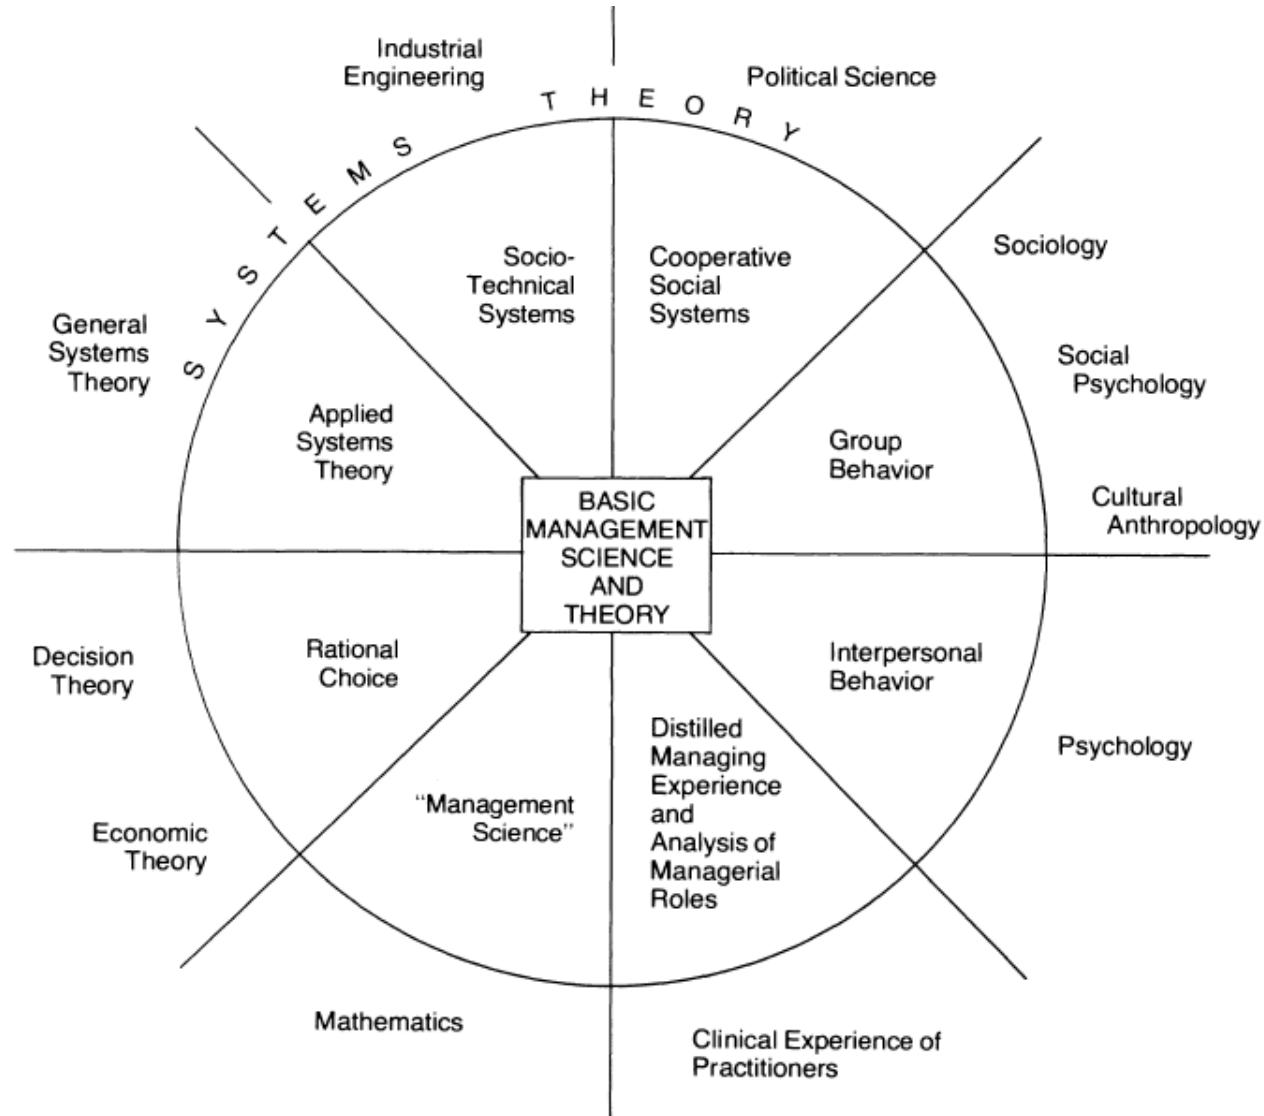 Industrial
Engineering
Political Science
SYSTEMS THEORY
Sociology
Socio-
Technical
Systems
Cooperative
Social
Systems
General
Systems
Theory
Social
Psychology
Applied
Systems
Theory
Group
Behavior
Cultural
Anthropology
BASIC
MANAGEMENT
SCIENCE
AND
THEORY
Decision
Theory
Rational
Choice
Interpersonal
Behavior
Psychology
Distilled
Managing
Experience
and
Analysis of
Managerial
Roles
"Management
Science"
Economic
Theory
Mathematics
Clinical Experience of
Practitioners